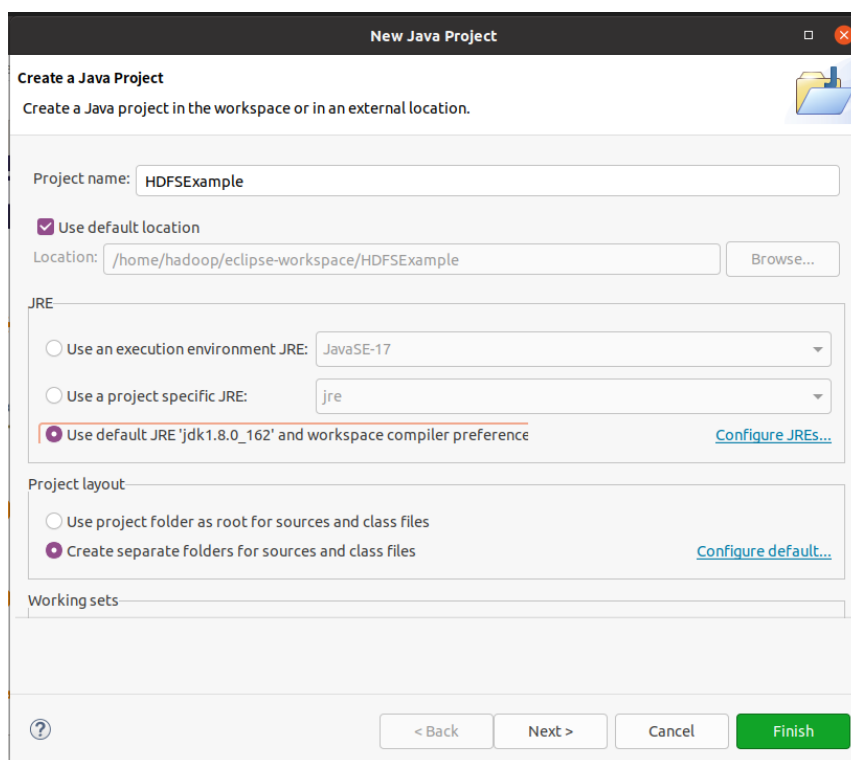 New Java Project
Create a Java Project
Create a Java project in the workspace or in an external location.
Project name: HDFSExample
Use default location
Location: /home/hadoop/eclipse-workspace/HDFSExample Browse...
JRE
Use an execution environment JRE: JavaSE-17
Use a project specific JRE: jre
Use default JRE 'jdk1.8.0_162' and workspace compiler preference Configure JREs...
Project layout
Use project folder as root for sources and class files
Create separate folders for sources and class files Configure default...
Working sets
? < Back Next > Cancel Finish